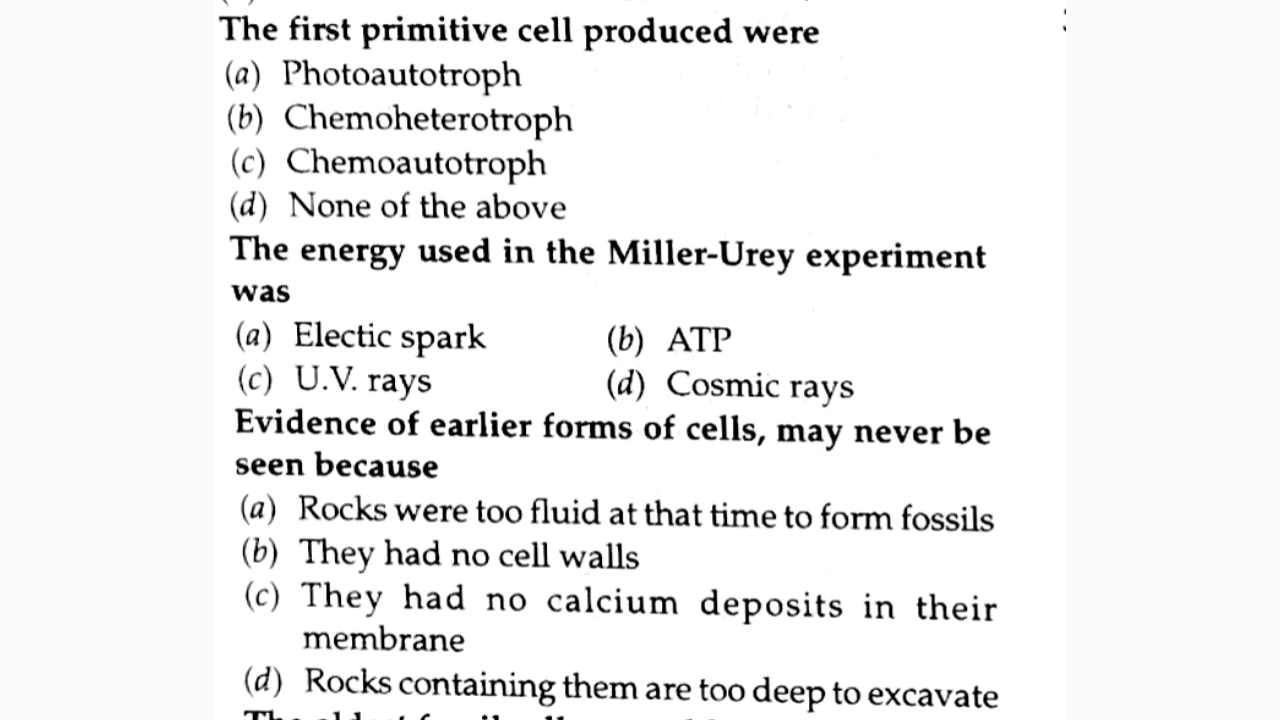 The first primitive cell produced were
(a) Photoautotroph
(b) Chemoheterotroph
(c) Chemoautotroph
(d) None of the above
The energy used in the Miller-Urey experiment
was
(a) Electic spark (b) ATP
(c) U.V. rays (d) Cosmic rays
Evidence of earlier forms of cells, may never be
seen because
(a) Rocks were too fluid at that time to form fossils
(b) They had no cell walls
(c) They had no calcium deposits in their
membrane
(d) Rocks containing them are too deep to excavate